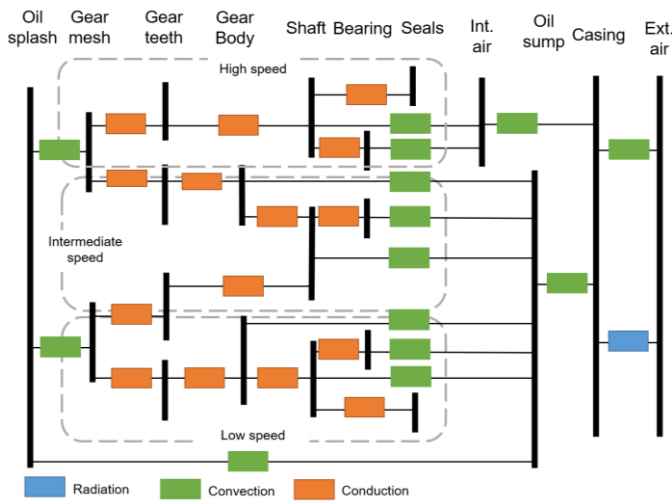 Oil splash
Gear mesh
Gear teeth
Gear Body
Shaft
Bearing
Seals
Int. air
Oil sump
Casing
Ext. air
High speed
Intermediate speed
Low speed
Radiation
Convection
Conduction